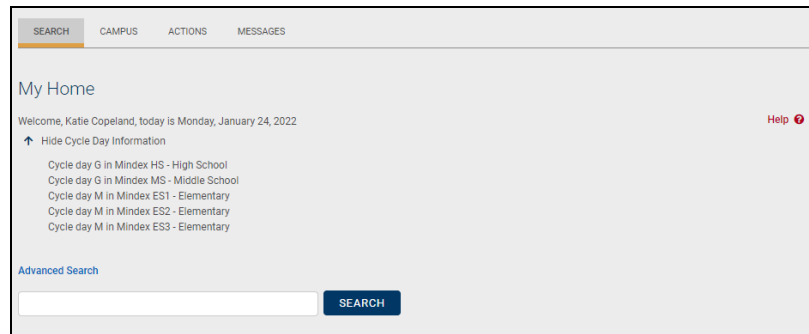 SEARCH CAMPUS ACTIONS MESSAGES
My Home
Welcome, Katie Copeland, today is Monday, January 24, 2022
Help ?
Hide Cycle Day Information
Cycle day G in Mindex HS - High School
Cycle day G in Mindex MS - Middle School
Cycle day M in Mindex ES1 - Elementary
Cycle day M in Mindex ES2 - Elementary
Cycle day M in Mindex ES3 - Elementary
Advanced Search
SEARCH